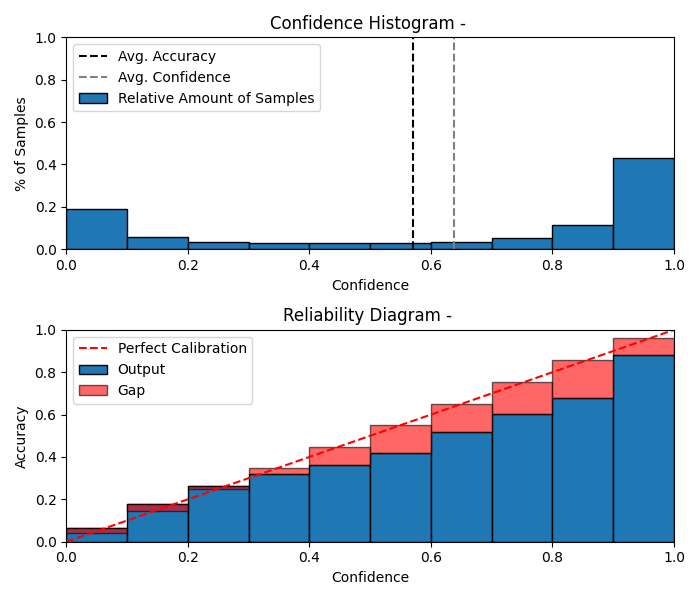 Confidence Histogram -
1.0
0.8
0.6
0.4
0.2
0.0
% of Samples
Avg. Accuracy
Avg. Confidence
Relative Amount of Samples
0.0 0.2 0.4 0.6 0.8 1.0
Confidence
Reliability Diagram -
1.0
0.8
0.6
0.4
0.2
0.0
Accuracy
Perfect Calibration
Output
Gap
0.0 0.2 0.4 0.6 0.8 1.0
Confidence